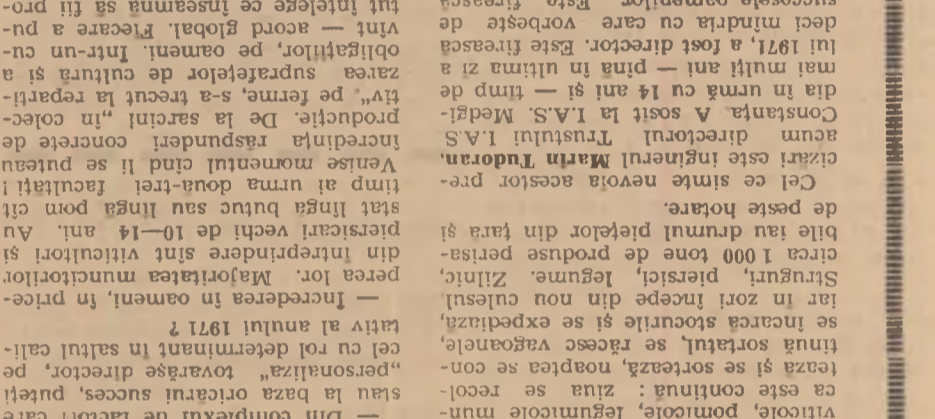 viticole, pomicole, legumicole mun-
ca este continuă : ziua se recol-
tează și se sortează, noaptea se con-
tinuă sortatul, se răcesc vagoanele,
se încarcă stocurile și se expediază,
iar în zori începe din nou culesul
Struguri, piersici, legume. Zilnic,
circa 1 000 tone de produse perisa-
bile iau drumul piețelor din țară și
de peste hotare.
Cel ce simte nevoia acestor pre-
cizări este inginerul Marin Tudoran,
acum directorul Trustului I.A.S
Constanța A sosit la I.A.S. Medgi-
dia în urmă cu 14 ani și — timp de
mai mulți ani — pînă în ultima zi a
lui 1971, a fost director. Este firească
deci mîndria cu care vorbește de
succesele oamenilor. Este firească
— Din complexul de factori care
stau la baza oricărui succes, puteți
„personaliza" tovarășe director, pe
cel cu rol determinant în saltul cali-
tativ al anului 1971 ?
— Încrederea în oameni, în price-
perea lor. Majoritatea muncitorilor
din întreprindere sînt viticultori și
piersicari vechi de 10—14 ani. Au
stat lîngă butuc sau lîngă pom cît
timp ai urma două-trei facultăți !
Venise momentul cînd li se puteau
încredința răspunderi concrete de
producție. De la sarcini „în colec-
tiv". pe ferme, s-a trecut la reparti-
zarea suprafețelor de cultură și a
obligațiilor, pe oameni. Într-un cu-
vînt — acord global. Fiecare a pu-
tut înțelege ce înseamnă să fii pro-